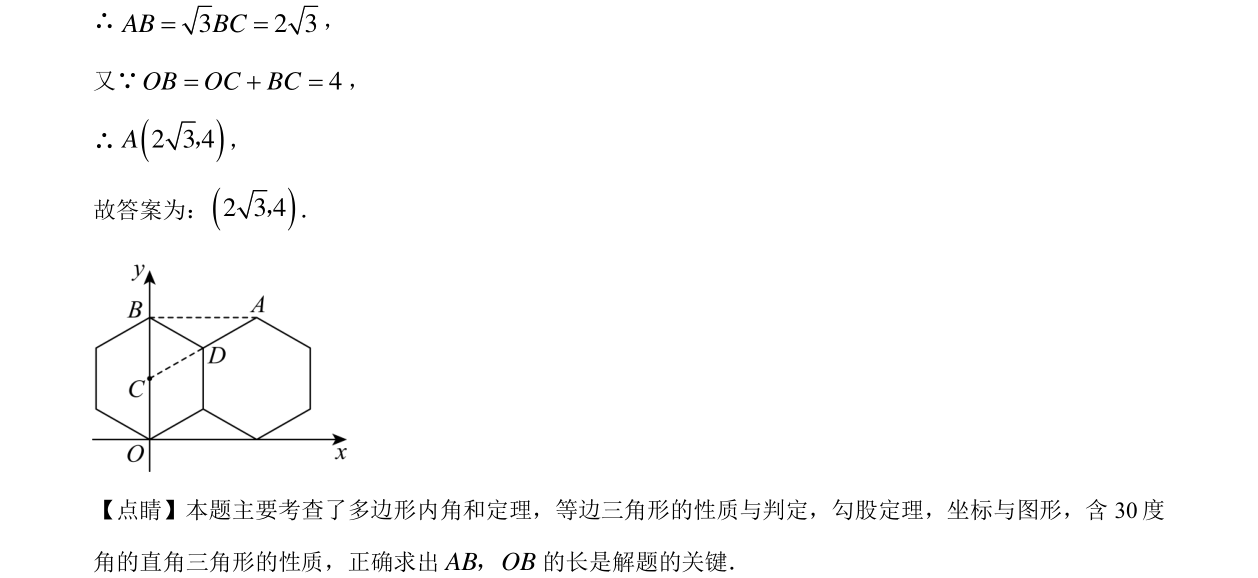 ∴ AB = √3BC = 2√3，
又∵ OB = OC + BC = 4，
∴ A(2√3,4)，
故答案为：(2√3,4)．
y
B
A
D
C
O
x
【点睛】本题主要考查了多边形内角和定理，等边三角形的性质与判定，勾股定理，坐标与图形，含 30 度
角的直角三角形的性质，正确求出 AB，OB 的长是解题的关键．